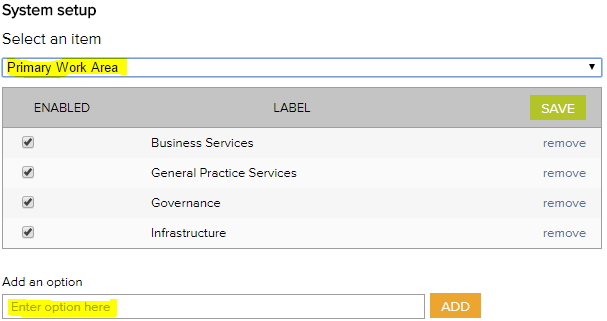 System setup
Select an item
Primary Work Area
ENABLED LABEL SAVE
Business Services remove
General Practice Services remove
Governance remove
Infrastructure remove
Add an option
Enter option here ADD